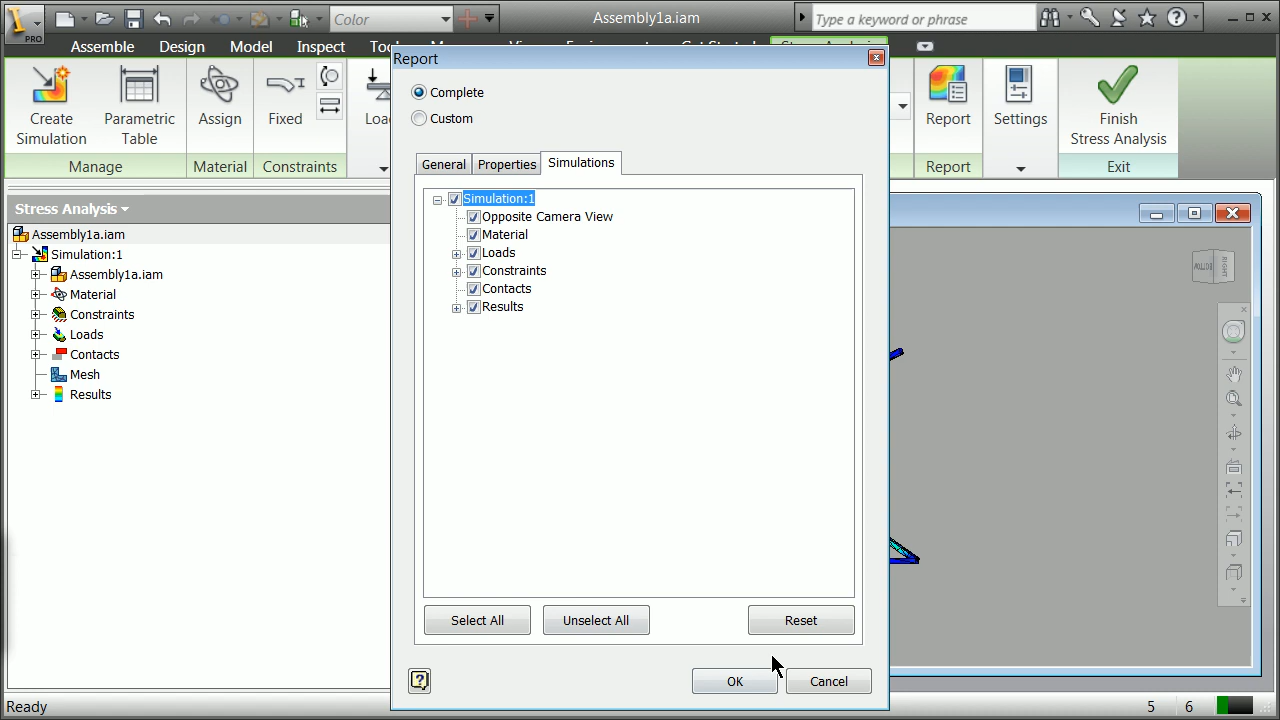 PRO
Color
Assembly1a.iam
Type a keyword or phrase
Assemble
Design
Model
Inspect
Report
Create
Simulation
Parametric
Table
Assign
Fixed
Report
Settings
Finish
Stress Analysis
Manage
Material
Constraints
Report
Exit
Complete
Custom
General
Properties
Simulations
Simulation:1
Opposite Camera View
Material
Loads
Constraints
Contacts
Results
Select All
Unselect All
Reset
OK
Cancel
Stress Analysis
Assembly1a.iam
Simulation:1
Assembly1a.iam
Material
Constraints
Loads
Contacts
Mesh
Results
BOTTOM
RIGHT
Ready
5
6